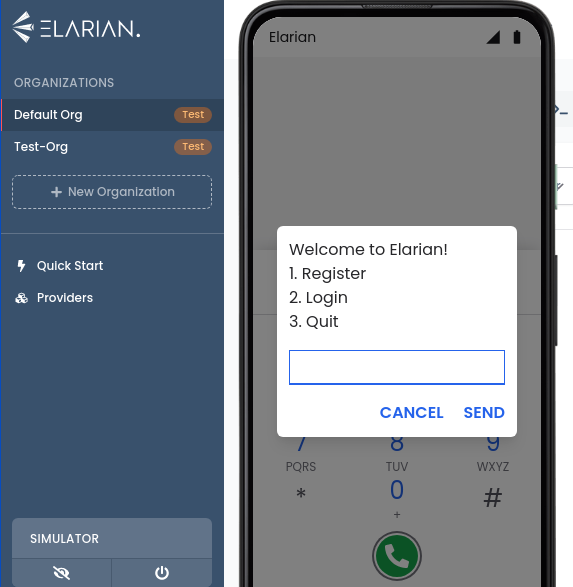 ELARIAN.
ORGANIZATIONS
Default Org Test
Test-Org Test
+ New Organization
Quick Start
Providers
SIMULATOR
Elarian
Welcome to Elarian!
1. Register
2. Login
3. Quit
CANCEL SEND
7 8 9
PQRS TUV WXYZ
* 0 #
+